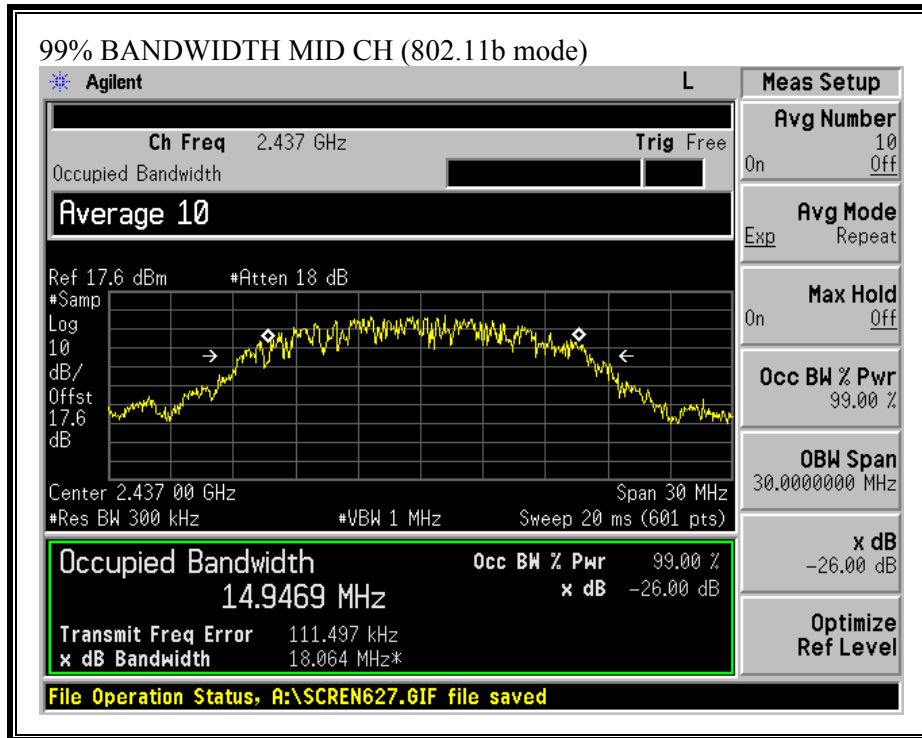 99% BANDWIDTH MID CH (802.11b mode)
Agilent L Meas Setup
Ch Freq 2.437 GHz Trig Free
Occupied Bandwidth
Average 10
Ref 17.6 dBm #Atten 18 dB
#Samp
Log
10
dB/
Offst
17.6
dB
Center 2.437 00 GHz Span 30 MHz
#Res BW 300 kHz #VBW 1 MHz Sweep 20 ms (601 pts)
Occupied Bandwidth Occ BW % Pwr 99.00 %
14.9469 MHz x dB -26.00 dB
Transmit Freq Error 111.497 kHz
x dB Bandwidth 18.064 MHz*
Avg Number
10
On Off
Avg Mode
Exp Repeat
Max Hold
On Off
Occ BW % Pwr
99.00 %
OBW Span
30.0000000 MHz
x dB
-26.00 dB
Optimize
Ref Level
File Operation Status, A:\SCREN627.GIF file saved